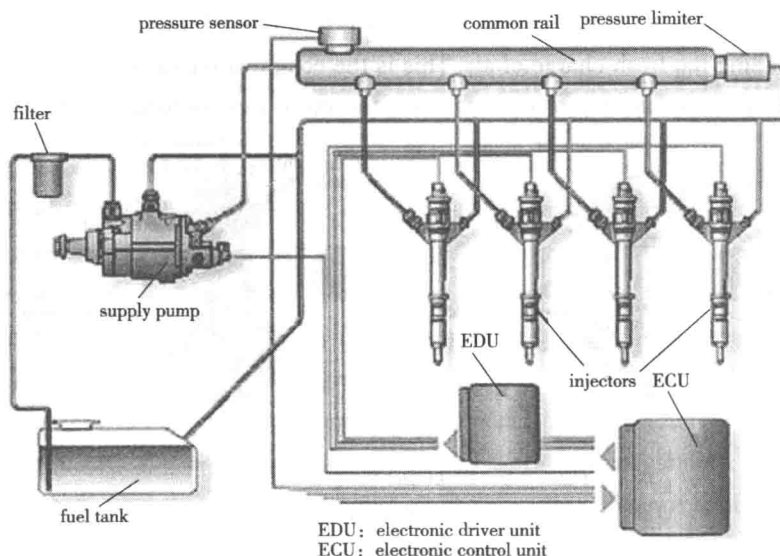 pressure sensor
common rail
pressure limiter
filter
supply pump
EDU
injectors
ECU
fuel tank
EDU: electronic driver unit
ECU: electronic control unit